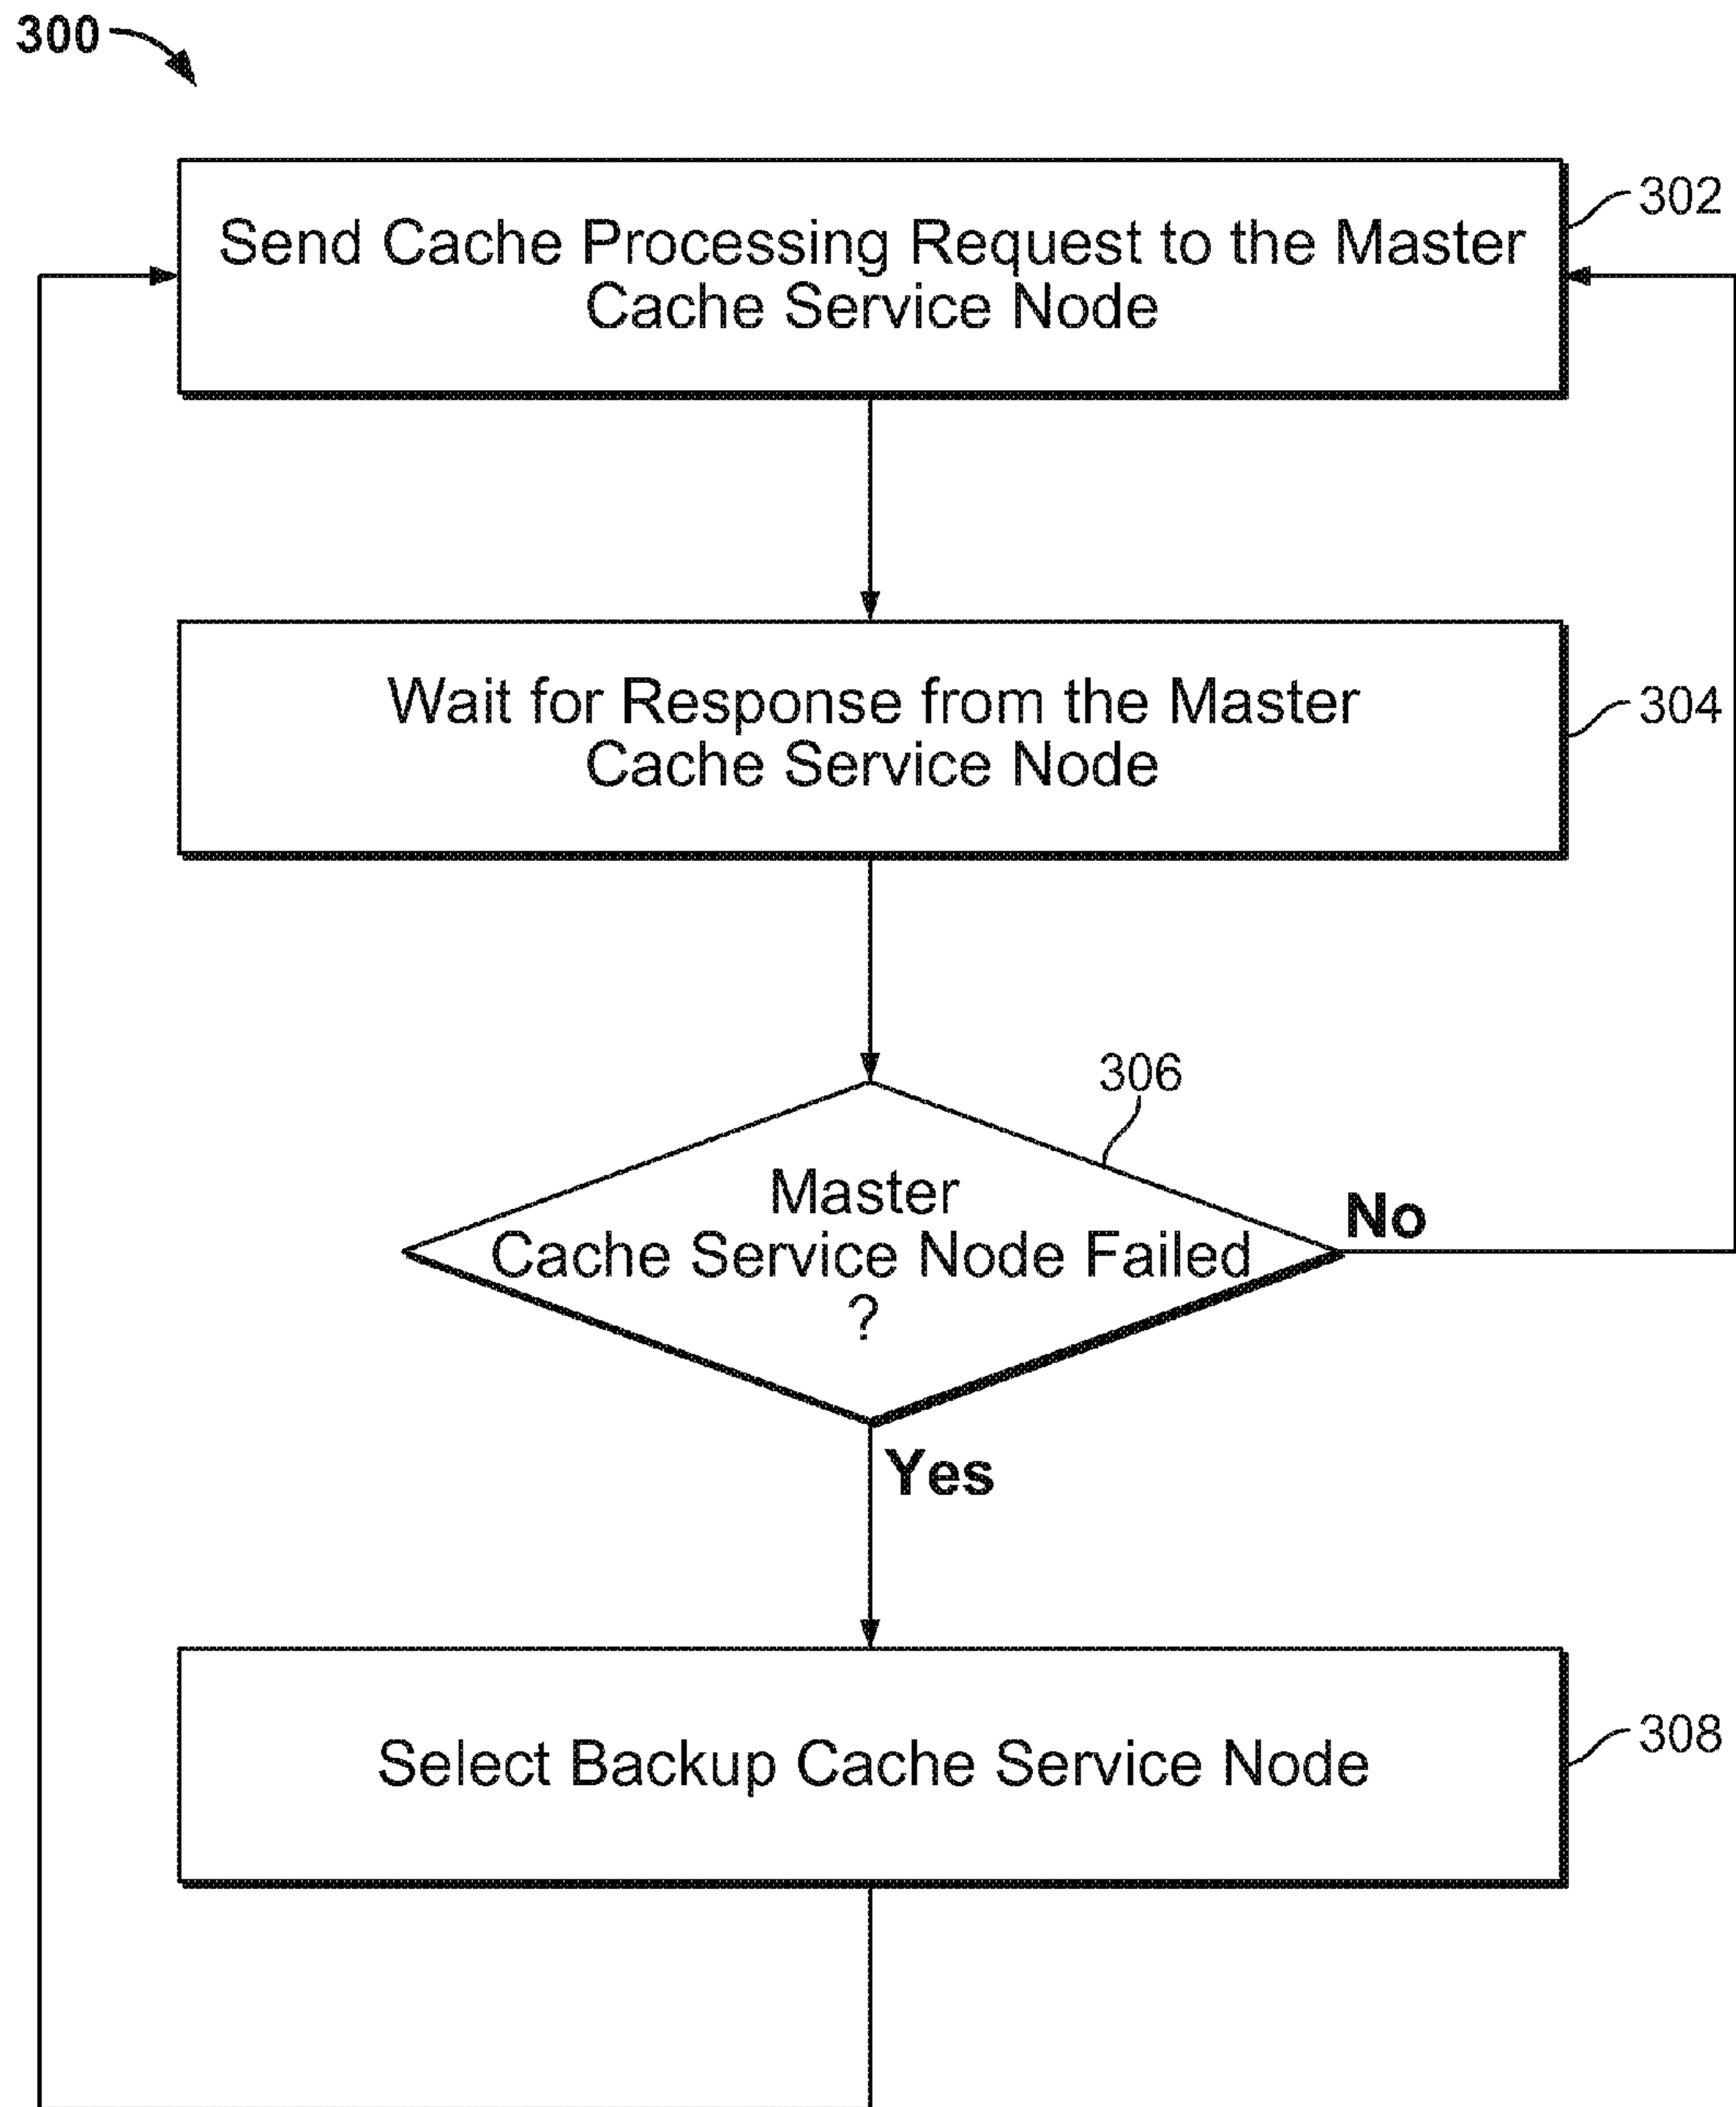 300
Send Cache Processing Request to the Master
Cache Service Node
302
Wait for Response from the Master
Cache Service Node
304
306
Master
Cache Service Node Failed
?
No
Yes
Select Backup Cache Service Node
308